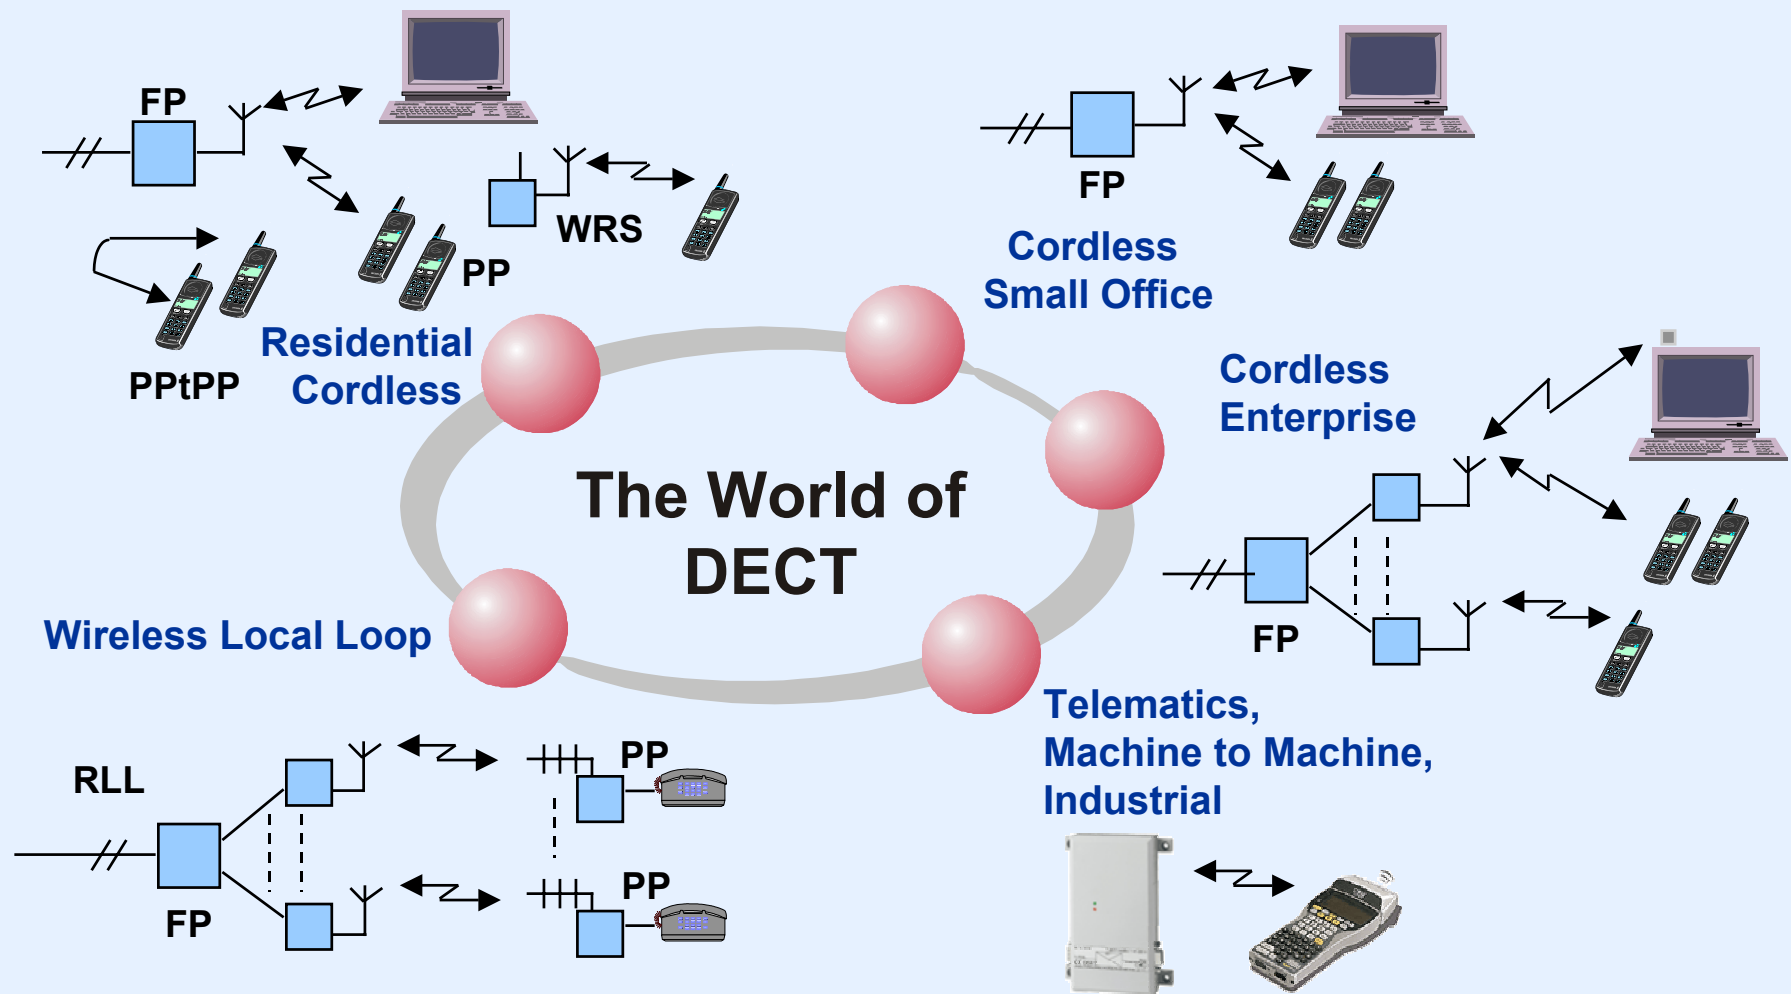 FP
WRS
PP
PPtPP
Residential
Cordless
FP
Cordless
Small Office
Cordless
Enterprise
FP
The World of
DECT
Wireless Local Loop
RLL
FP
PP
PP
Telematics,
Machine to Machine,
Industrial